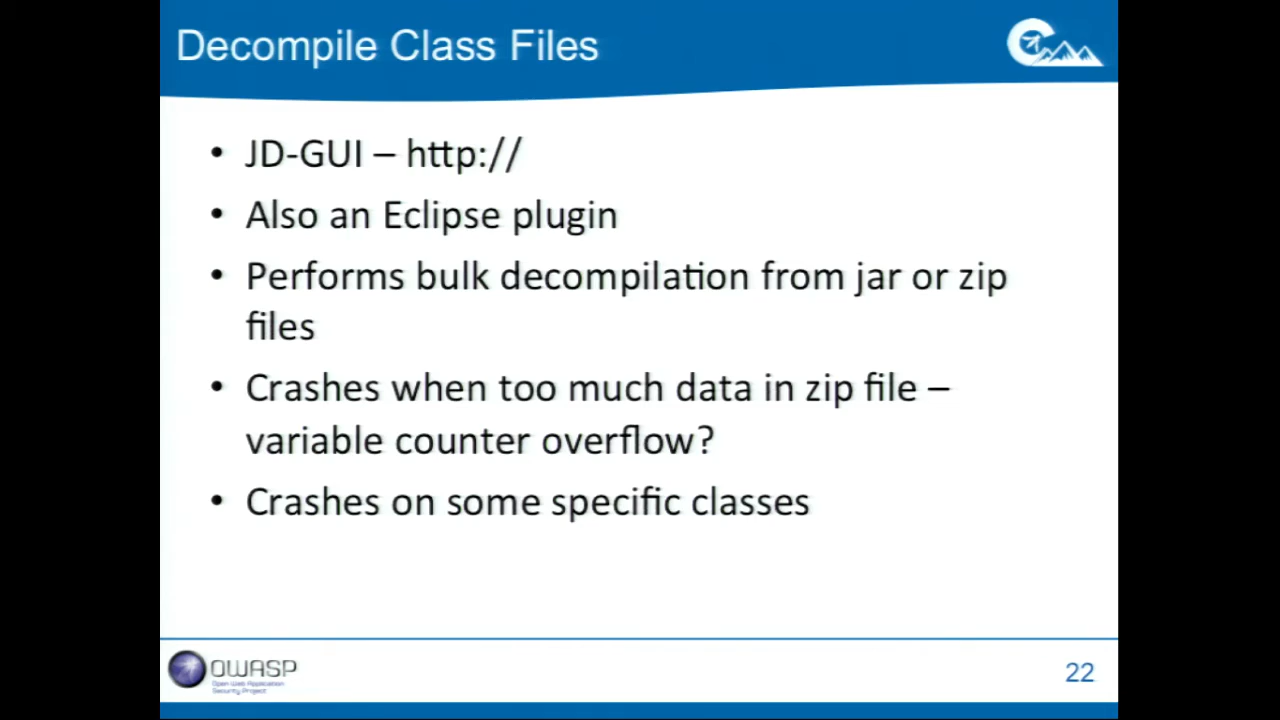 Decompile Class Files
• JD-GUI – http://
• Also an Eclipse plugin
• Performs bulk decompilation from jar or zip
files
• Crashes when too much data in zip file –
variable counter overflow?
• Crashes on some specific classes
OWASP
Open Web Application
Security Project
22